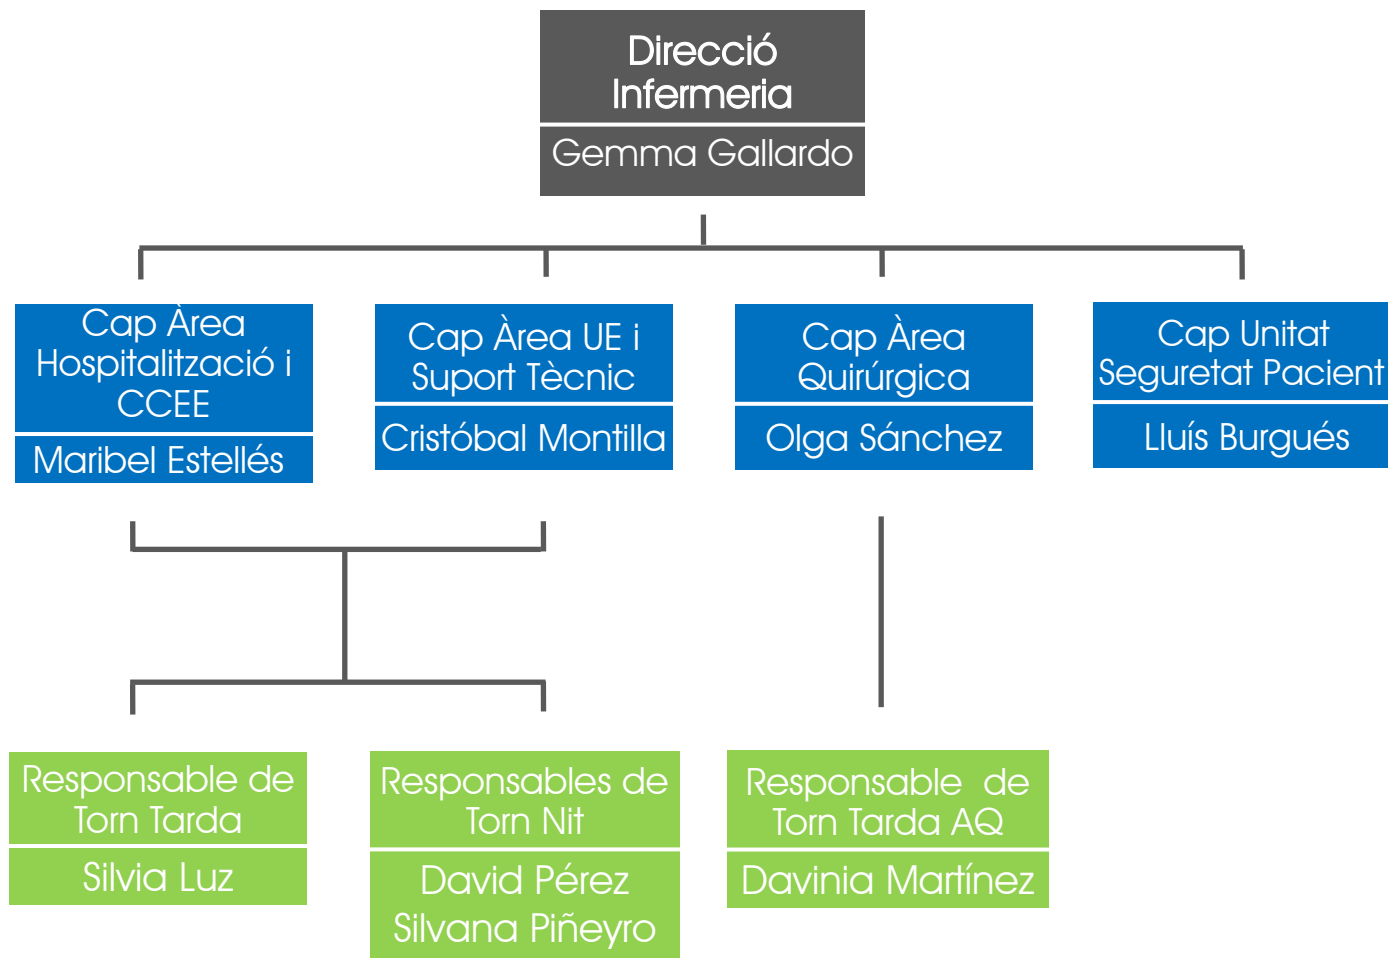 Direcció
Infermeria
Gemma Gallardo
Cap Àrea
Hospitalització i
CCEE
Maribel Estellés
Cap Àrea UE i
Suport Tècnic
Cristóbal Montilla
Cap Àrea
Quirúrgica
Olga Sánchez
Cap Unitat
Seguretat Pacient
Lluís Burgués
Responsable de
Torn Tarda
Silvia Luz
Responsables de
Torn Nit
David Pérez
Silvana Piñeyro
Responsable de
Torn Tarda AQ
Davinia Martínez